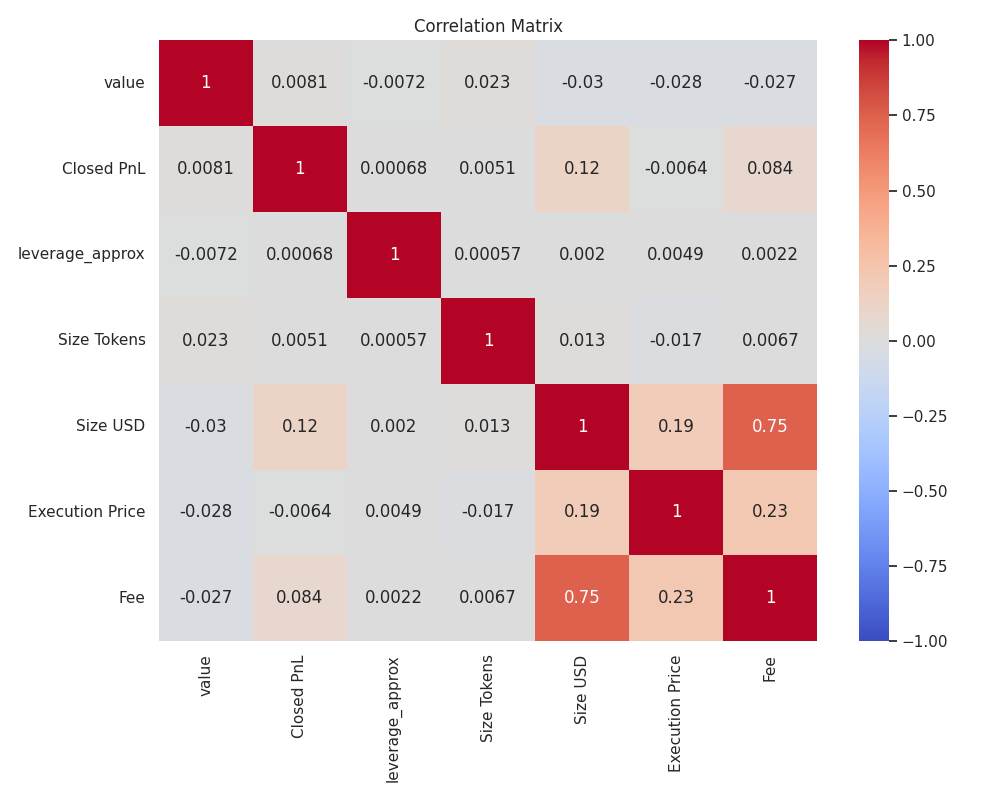 Correlation Matrix
value 1 0.0081 -0.0072 0.023 -0.03 -0.028 -0.027
Closed PnL 0.0081 1 0.00068 0.0051 0.12 -0.0064 0.084
leverage_approx -0.0072 0.00068 1 0.00057 0.002 0.0049 0.0022
Size Tokens 0.023 0.0051 0.00057 1 0.013 -0.017 0.0067
Size USD -0.03 0.12 0.002 0.013 1 0.19 0.75
Execution Price -0.028 -0.0064 0.0049 -0.017 0.19 1 0.23
Fee -0.027 0.084 0.0022 0.0067 0.75 0.23 1
value
Closed PnL
leverage_approx
Size Tokens
Size USD
Execution Price
Fee
1.00
0.75
0.50
0.25
0.00
−0.25
−0.50
−0.75
−1.00